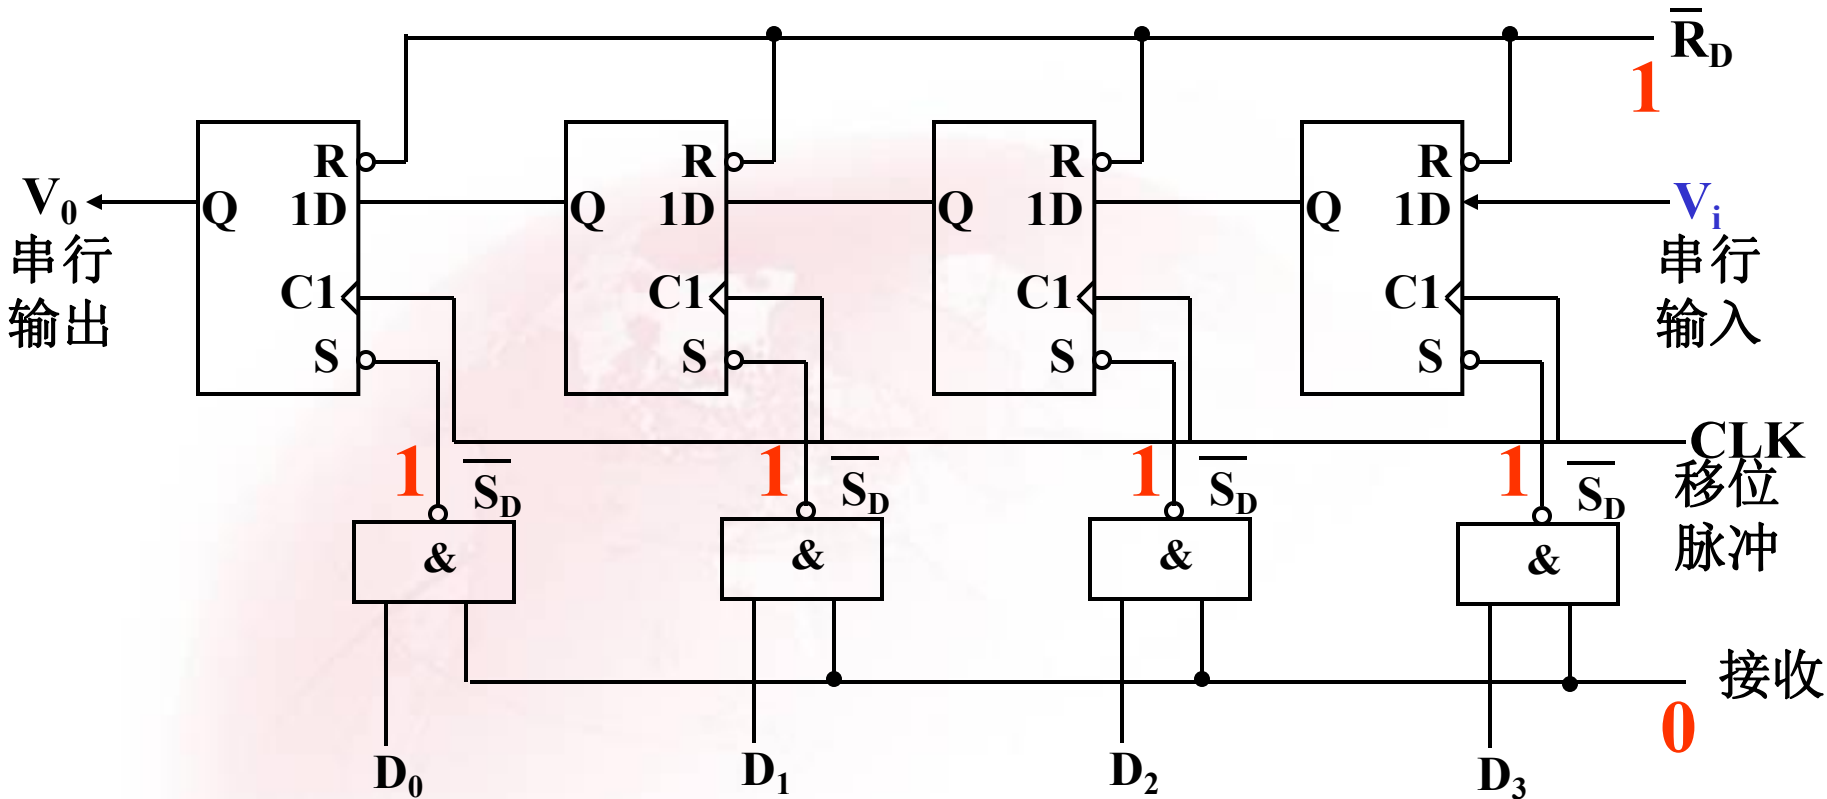 R̅D
1
R R R R
V0 Q 1D Q 1D Q 1D Q 1D Vi
串行
输出
串行
输入
C1 C1 C1 C1
S S S S
CLK
移位
脉冲
1 S̅D 1 S̅D 1 S̅D 1 S̅D
& & & &
接收
0
D0 D1 D2 D3